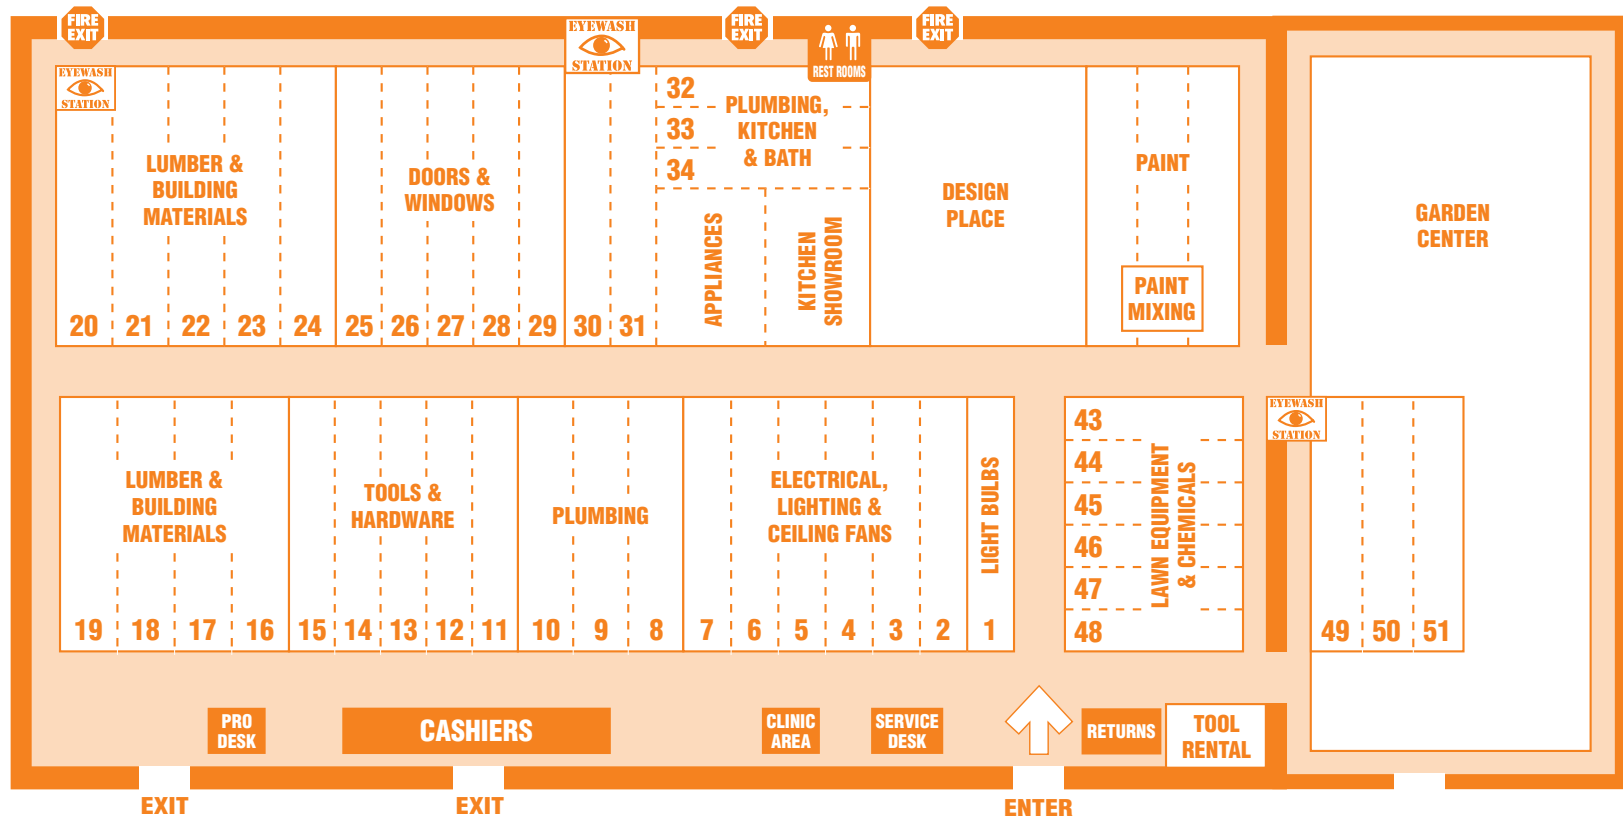 FIRE
EXIT
EYEWASH
STATION
FIRE
EXIT
REST ROOMS
FIRE
EXIT
EYEWASH
STATION
LUMBER &
BUILDING
MATERIALS
20 21 22 23 24
DOORS &
WINDOWS
25 26 27 28 29
30 31
32
33
34
PLUMBING,
KITCHEN
& BATH
APPLIANCES
KITCHEN
SHOWROOM
DESIGN
PLACE
PAINT
PAINT
MIXING
GARDEN
CENTER
LUMBER &
BUILDING
MATERIALS
19 18 17 16
TOOLS &
HARDWARE
15 14 13 12 11
PLUMBING
10 9 8
ELECTRICAL,
LIGHTING &
CEILING FANS
7 6 5 4 3 2
LIGHT BULBS
1
43
44
45
46
47
48
LAWN EQUIPMENT
& CHEMICALS
EYEWASH
STATION
49 50 51
PRO
DESK
CASHIERS
CLINIC
AREA
SERVICE
DESK
RETURNS
TOOL
RENTAL
EXIT
EXIT
ENTER